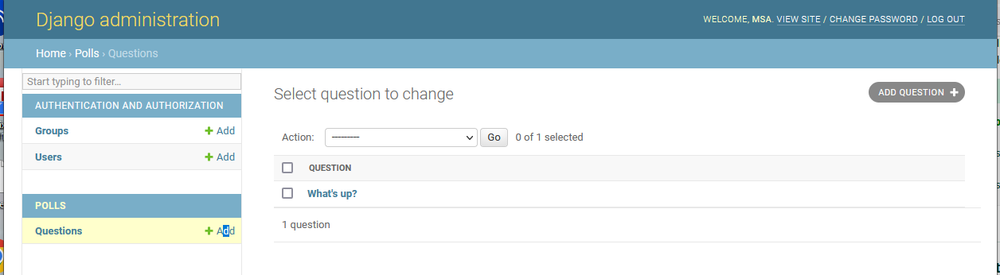 Django administration
WELCOME, MSA. VIEW SITE / CHANGE PASSWORD / LOG OUT
Home › Polls › Questions
Start typing to filter...
AUTHENTICATION AND AUTHORIZATION
Groups + Add
Users + Add
POLLS
Questions + Add
Select question to change
ADD QUESTION +
Action: --------- Go 0 of 1 selected
QUESTION
What's up?
1 question